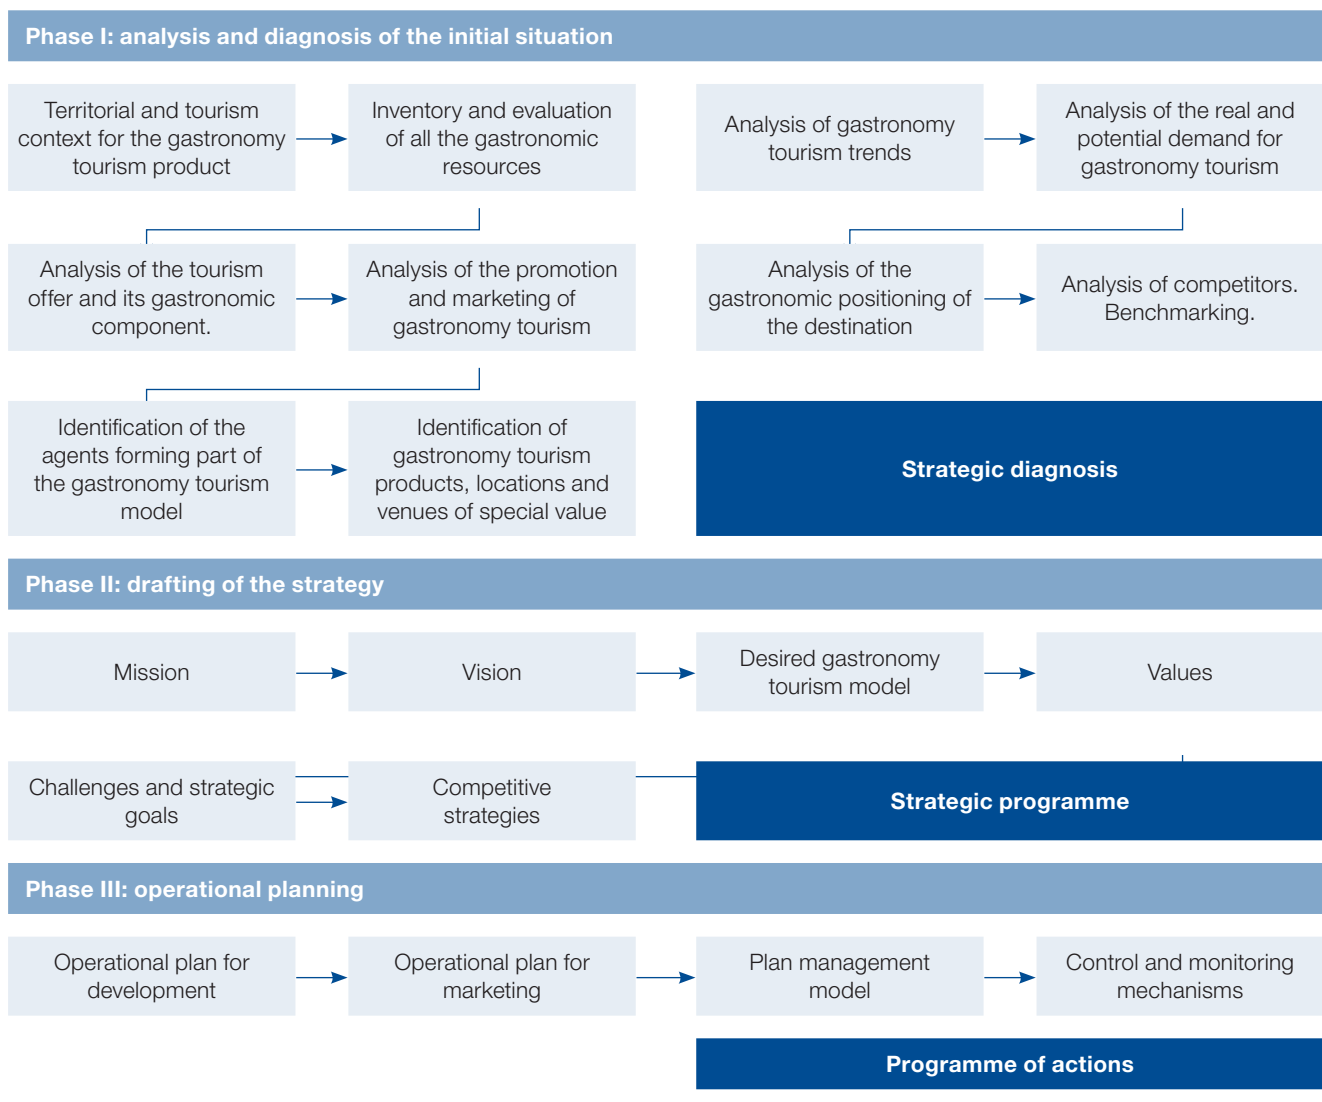 Phase I: analysis and diagnosis of the initial situation
Territorial and tourism
context for the gastronomy
tourism product
Inventory and evaluation
of all the gastronomic
resources
Analysis of gastronomy
tourism trends
Analysis of the real and
potential demand for
gastronomy tourism
Analysis of the tourism
offer and its gastronomic
component.
Analysis of the promotion
and marketing of
gastronomy tourism
Analysis of the
gastronomic positioning of
the destination
Analysis of competitors.
Benchmarking.
Identification of the
agents forming part of
the gastronomy tourism
model
Identification of
gastronomy tourism
products, locations and
venues of special value
Strategic diagnosis
Phase II: drafting of the strategy
Mission
Vision
Desired gastronomy
tourism model
Values
Challenges and strategic
goals
Competitive
strategies
Strategic programme
Phase III: operational planning
Operational plan for
development
Operational plan for
marketing
Plan management
model
Control and monitoring
mechanisms
Programme of actions